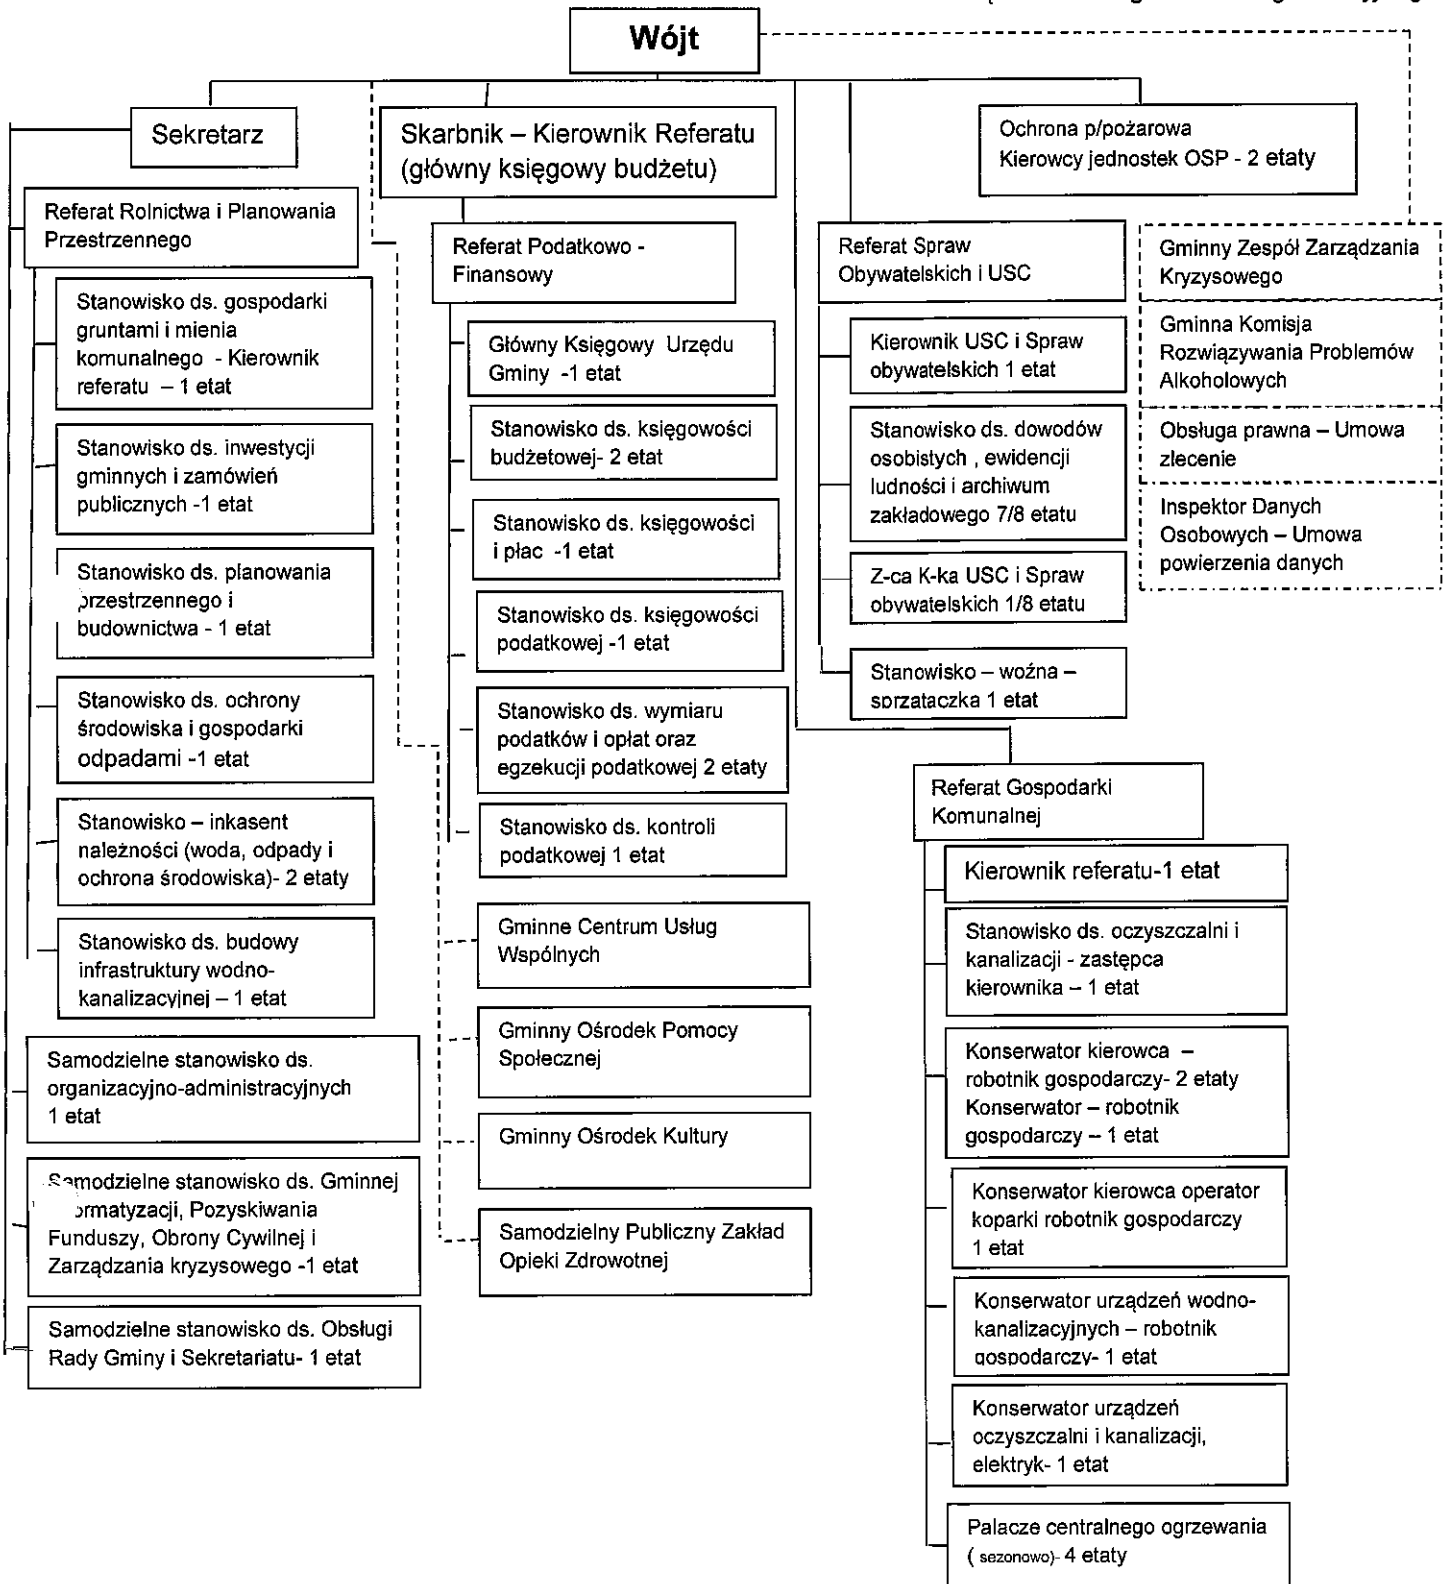 Wójt
Sekretarz
Skarbnik – Kierownik Referatu
(główny księgowy budżetu)
Ochrona p/pożarowa
Kierowcy jednostek OSP - 2 etaty
Referat Rolnictwa i Planowania
Przestrzennego
Stanowisko ds. gospodarki
gruntami i mienia
komunalnego - Kierownik
referatu – 1 etat
Stanowisko ds. inwestycji
gminnych i zamówień
publicznych -1 etat
Stanowisko ds. planowania
przestrzennego i
budownictwa - 1 etat
Stanowisko ds. ochrony
środowiska i gospodarki
odpadami -1 etat
Stanowisko – inkasent
należności (woda, odpady i
ochrona środowiska)- 2 etaty
Stanowisko ds. budowy
infrastruktury wodno-
kanalizacyjnej – 1 etat
Samodzielne stanowisko ds.
organizacyjno-administracyjnych
1 etat
Samodzielne stanowisko ds. Gminnej
ormatyzacji, Pozyskiwania
Funduszy, Obrony Cywilnej i
Zarządzania kryzysowego -1 etat
Samodzielne stanowisko ds. Obsługi
Rady Gminy i Sekretariatu- 1 etat
Referat Podatkowo -
Finansowy
Główny Księgowy Urzędu
Gminy -1 etat
Stanowisko ds. księgowości
budżetowej- 2 etat
Stanowisko ds. księgowości
i płac -1 etat
Stanowisko ds. księgowości
podatkowej -1 etat
Stanowisko ds. wymiaru
podatków i opłat oraz
egzekucji podatkowej 2 etaty
Stanowisko ds. kontroli
podatkowej 1 etat
Gminne Centrum Usług
Wspólnych
Gminny Ośrodek Pomocy
Społecznej
Gminny Ośrodek Kultury
Samodzielny Publiczny Zakład
Opieki Zdrowotnej
Referat Spraw
Obywatelskich i USC
Kierownik USC i Spraw
obywatelskich 1 etat
Stanowisko ds. dowodów
osobistych , ewidencji
ludności i archiwum
zakładowego 7/8 etatu
Z-ca K-ka USC i Spraw
obywatelskich 1/8 etatu
Stanowisko – woźna –
sprzątaczka 1 etat
Gminny Zespół Zarządzania
Kryzysowego
Gminna Komisja
Rozwiązywania Problemów
Alkoholowych
Obsługa prawna – Umowa
zlecenie
Inspektor Danych
Osobowych – Umowa
powierzenia danych
Referat Gospodarki
Komunalnej
Kierownik referatu-1 etat
Stanowisko ds. oczyszczalni i
kanalizacji - zastępca
kierownika – 1 etat
Konserwator kierowca –
robotnik gospodarczy- 2 etaty
Konserwator – robotnik
gospodarczy – 1 etat
Konserwator kierowca operator
koparki robotnik gospodarczy
1 etat
Konserwator urządzeń wodno-
kanalizacyjnych – robotnik
gospodarczy- 1 etat
Konserwator urządzeń
oczyszczalni i kanalizacji,
elektryk- 1 etat
Palacze centralnego ogrzewania
( sezonowo)- 4 etaty